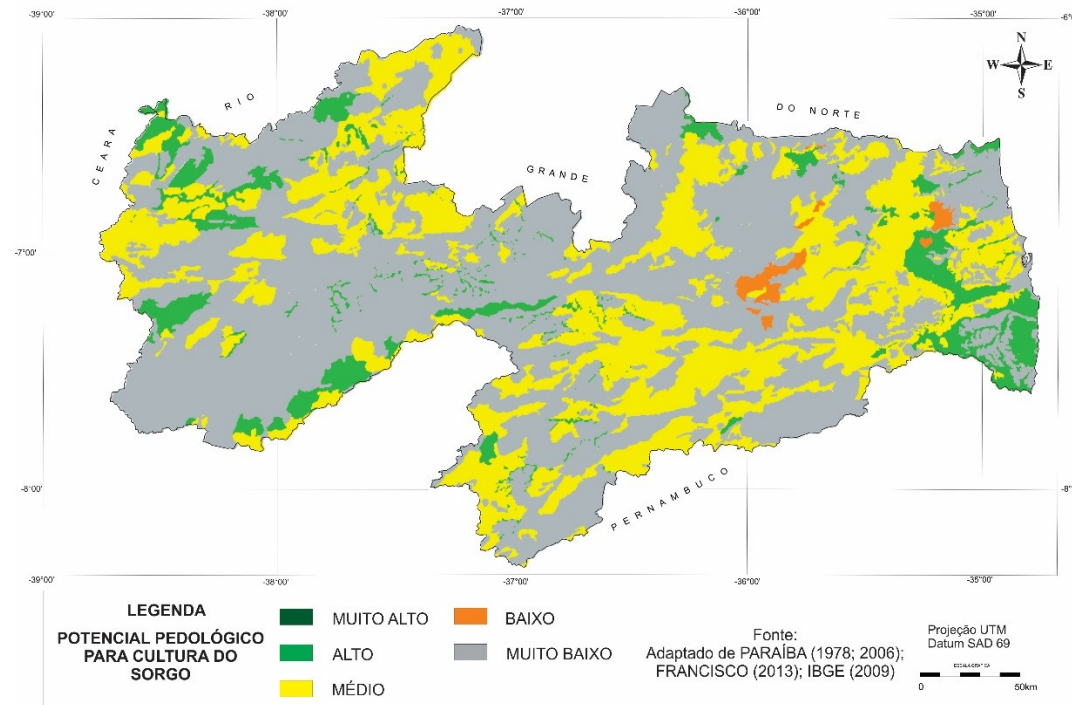 -39°00'
-38°00'
-37°00'
-36°00'
-35°00'
N
W E
S
RIO
DO NORTE
CEARÁ
GRANDE
-7°00'
-8°00'
PERNAMBUCO
-39°00'
-38°00'
-37°00'
-36°00'
-35°00'
LEGENDA
POTENCIAL PEDOLÓGICO
PARA CULTURA DO
SORGO
MUITO ALTO
ALTO
MÉDIO
BAIXO
MUITO BAIXO
Fonte:
Adaptado de PARAÍBA (1978; 2006);
FRANCISCO (2013); IBGE (2009)
Projeção UTM
Datum SAD 69
ESCALA GRÁFICA
0 50km